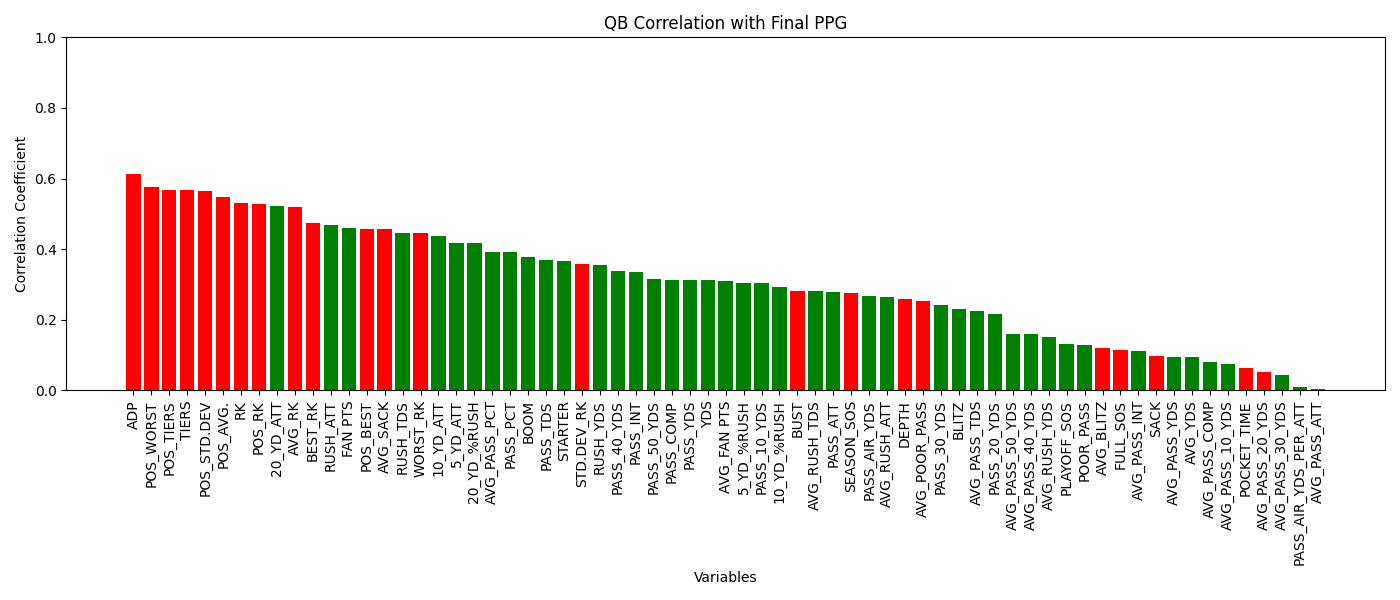 QB Correlation with Final PPG
Correlation Coefficient
1.0
0.8
0.6
0.4
0.2
0.0
ADP
POS_WORST
POS_TIERS
TIERS
POS_STD.DEV
POS_AVG.
RK
POS_RK
20_YD_ATT
AVG_RK
BEST_RK
RUSH_ATT
FAN PTS
POS_BEST
AVG_SACK
RUSH_TDS
WORST_RK
10_YD_ATT
5_YD_ATT
20_YD_%RUSH
AVG_PASS_PCT
PASS_PCT
BOOM
PASS_TDS
STARTER
STD.DEV_RK
RUSH_YDS
PASS_40_YDS
PASS_INT
PASS_50_YDS
PASS_COMP
PASS_YDS
YDS
AVG_FAN PTS
5_YD_%RUSH
PASS_10_YDS
10_YD_%RUSH
BUST
AVG_RUSH_TDS
PASS_ATT
SEASON_SOS
PASS_AIR_YDS
AVG_RUSH_ATT
DEPTH
AVG_POOR_PASS
PASS_30_YDS
BLITZ
AVG_PASS_TDS
PASS_20_YDS
AVG_PASS_50_YDS
AVG_PASS_40_YDS
AVG_RUSH_YDS
PLAYOFF_SOS
POOR_PASS
AVG_BLITZ
FULL_SOS
AVG_PASS_INT
SACK
AVG_PASS_YDS
AVG_YDS
AVG_PASS_COMP
AVG_PASS_10_YDS
POCKET_TIME
AVG_PASS_20_YDS
AVG_PASS_30_YDS
PASS_AIR_YDS_PER_ATT
AVG_PASS_ATT
Variables